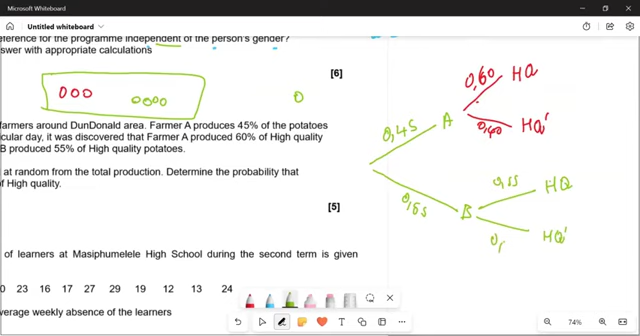 Microsoft Whiteboard
Untitled whiteboard
reference for the programme independent of the person's gender?
nswer with appropriate calculations
[6]
farmers around DunDonald area. Farmer A produces 45% of the potatoes
cular day, it was discovered that Farmer A produced 60% of High quality
B produced 55% of High quality potatoes.
at random from the total production. Determine the probability that
of High quality.
[5]
of learners at Masiphumelele High School during the second term is given
0 23 16 17 27 29 19 12 13 24
verage weekly absence of the learners
0,60 HQ
0,45 A
0,40 HQ'
0,55 B
0,55 HQ
0, HQ'
74%